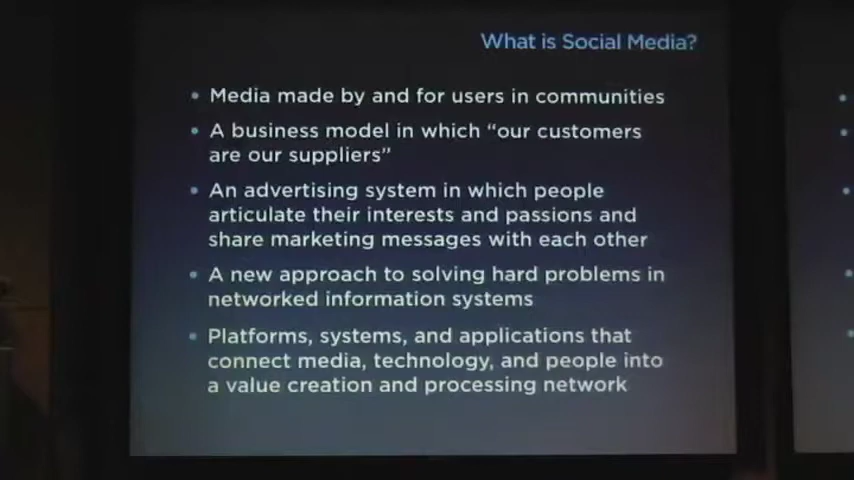 What is Social Media?
• Media made by and for users in communities
• A business model in which “our customers
are our suppliers”
• An advertising system in which people
articulate their interests and passions and
share marketing messages with each other
• A new approach to solving hard problems in
networked information systems
• Platforms, systems, and applications that
connect media, technology, and people into
a value creation and processing network